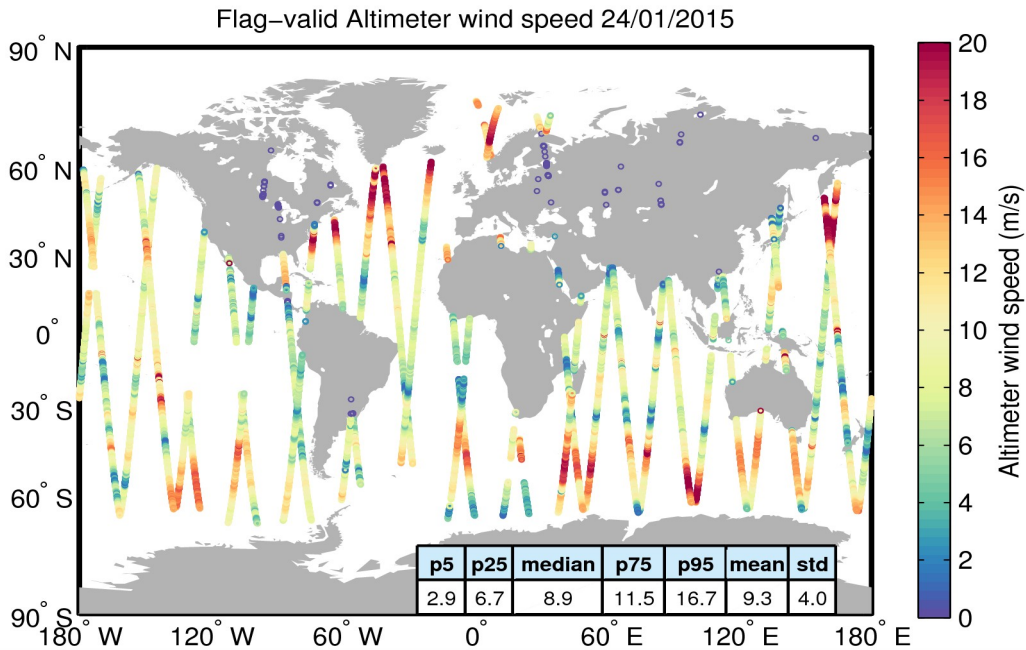 Flag−valid Altimeter wind speed 24/01/2015
90° N
60° N
30° N
0°
30° S
60° S
90° S
180° W
120° W
60° W
0°
60° E
120° E
180° E
p5 p25 median p75 p95 mean std
2.9 6.7 8.9 11.5 16.7 9.3 4.0
20
18
16
14
12
10
8
6
4
2
0
Altimeter wind speed (m/s)